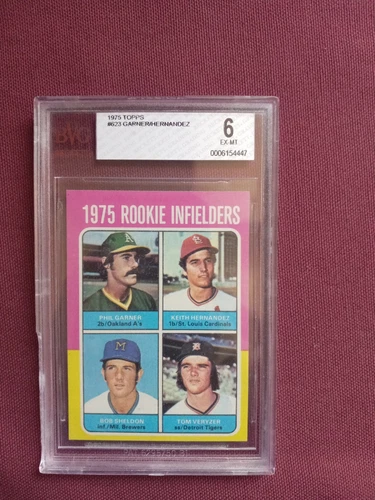 1975 TOPPS
#623 GARNER/HERNANDEZ
6
EX-MT
0006154447
1975 ROOKIE INFIELDERS
PHIL GARNER
2b/Oakland A's
KEITH HERNANDEZ
1b/St. Louis Cardinals
BOB SHELDON
inf./Mil. Brewers
TOM VERYZER
ss/Detroit Tigers